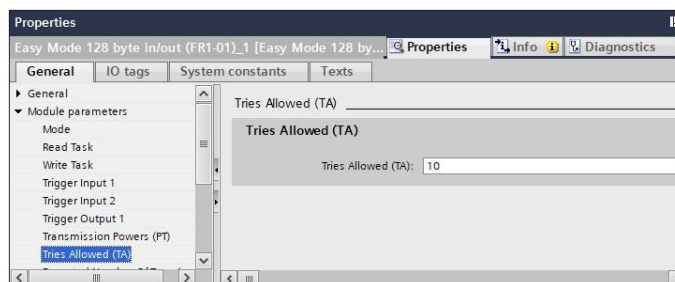 Properties
Easy Mode 128 byte in/out (FR1-01)_1 [Easy Mode 128 by... Properties Info Diagnostics
General IO tags System constants Texts
General
Module parameters
Mode
Read Task
Write Task
Trigger Input 1
Trigger Input 2
Trigger Output 1
Transmission Powers (PT)
Tries Allowed (TA)
Tries Allowed (TA)
Tries Allowed (TA)
Tries Allowed (TA): 10